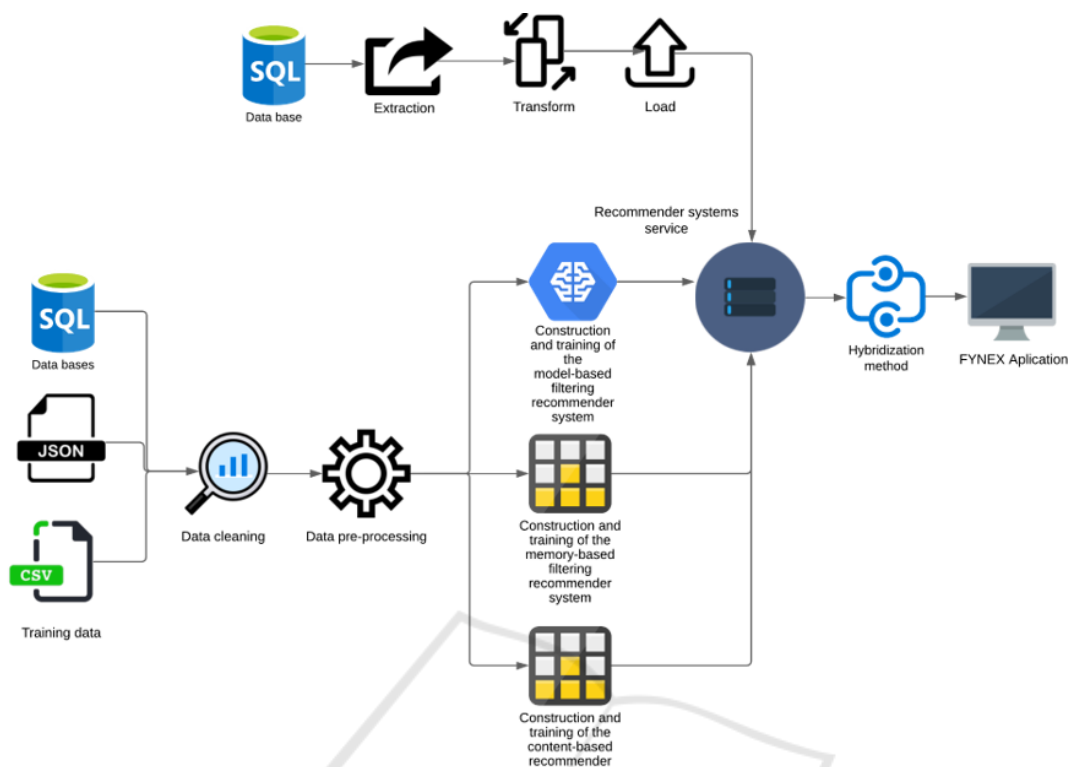 SQL
Data base
Extraction
Transform
Load
Recommender systems
service
SQL
Data bases
JSON
CSV
Training data
Data cleaning
Data pre-processing
Construction
and training of
the
model-based
filtering
recommender
system
Construction and
training of the
memory-based
filtering
recommender
system
Construction and
training of the
content-based
recommender
Hybridization
method
FYNEX Aplication